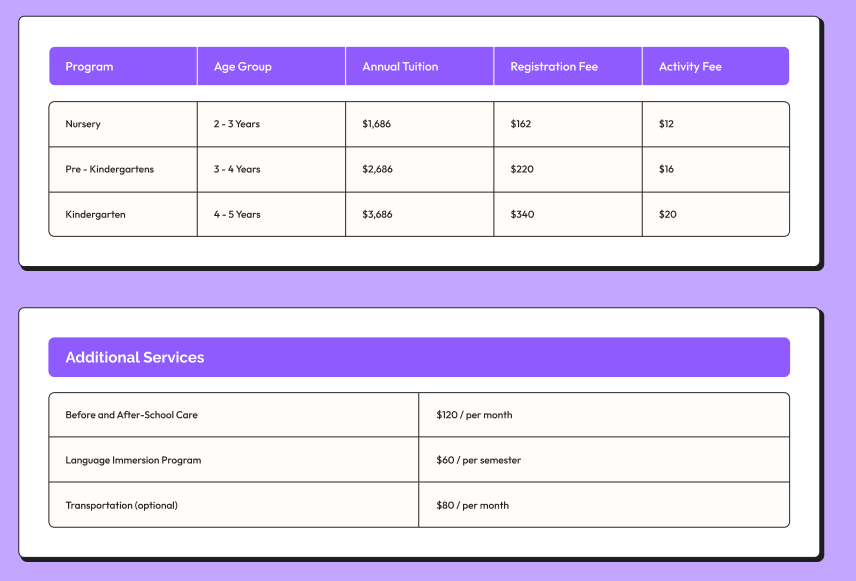 Program Age Group Annual Tuition Registration Fee Activity Fee
Nursery 2 - 3 Years $1,686 $162 $12
Pre - Kindergartens 3 - 4 Years $2,686 $220 $16
Kindergarten 4 - 5 Years $3,686 $340 $20
Additional Services
Before and After-School Care $120 / per month
Language Immersion Program $60 / per semester
Transportation (optional) $80 / per month